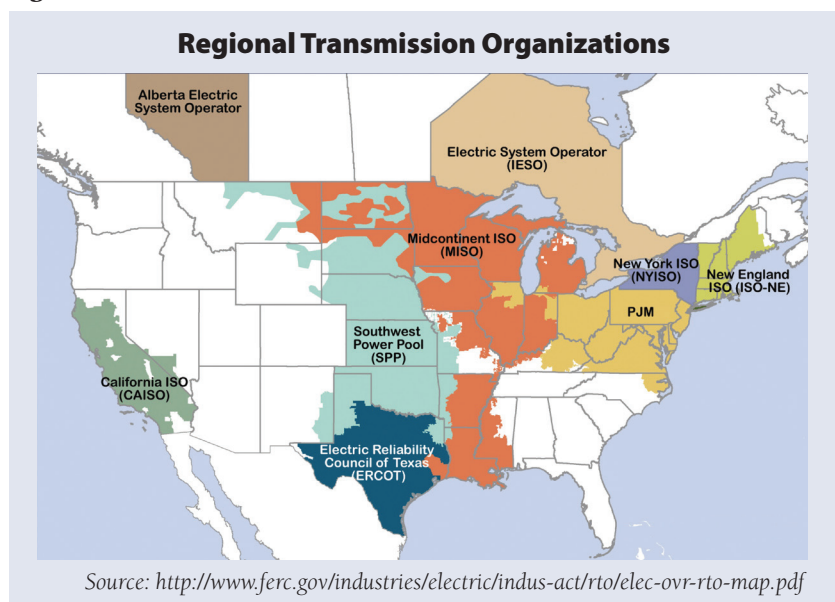 Regional Transmission Organizations
Alberta Electric
System Operator
Electric System Operator
(IESO)
Midcontinent ISO
(MISO)
New York ISO
(NYISO)
New England
ISO (ISO-NE)
PJM
Southwest
Power Pool
(SPP)
California ISO
(CAISO)
Electric Reliability
Council of Texas
(ERCOT)
Source: http://www.ferc.gov/industries/electric/indus-act/rto/elec-ovr-rto-map.pdf